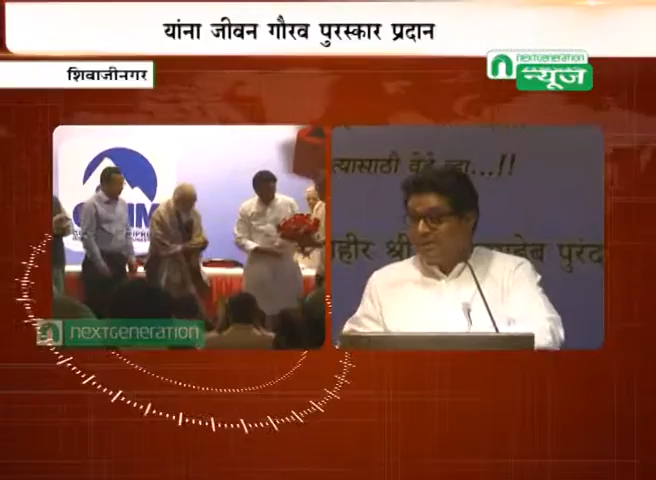 यांना जीवन गौरव पुरस्कार प्रदान
शिवाजीनगर
nextgeneration
न्यूज
त्यासाठी वेडे व्हा...!!
हीर श्री
हेब पुरंद
NEXTGENERATION